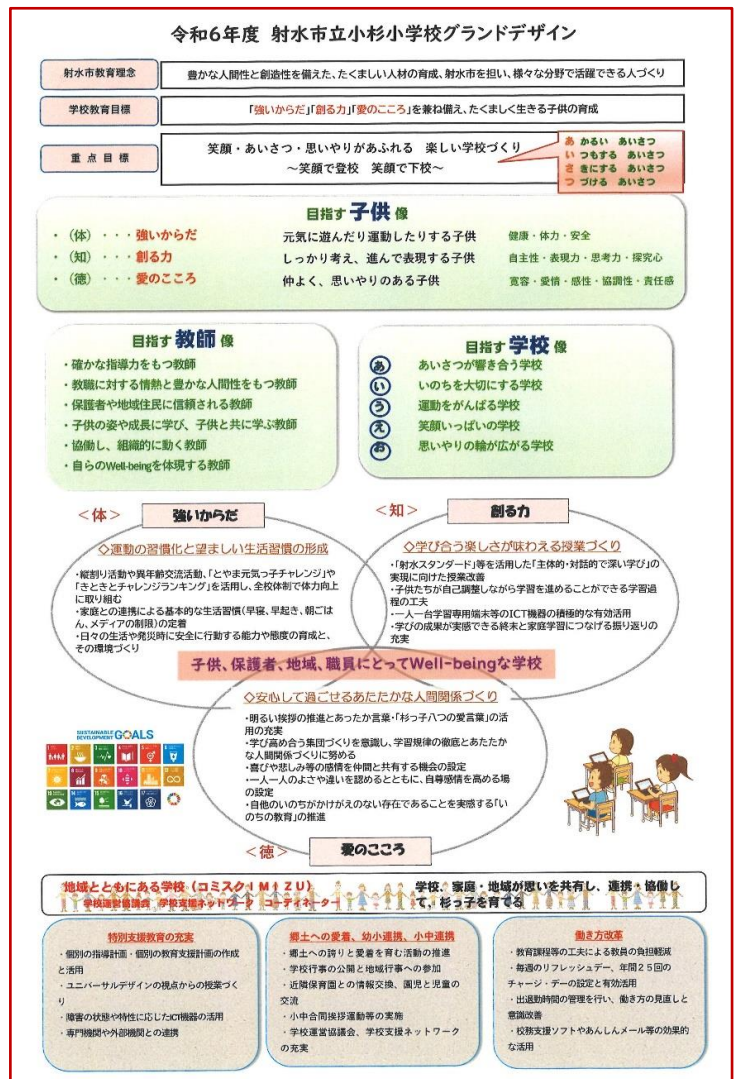 令和6年度 射水市立小杉小学校グランドデザイン
射水市教育理念
豊かな人間性と創造性を備えた、たくましい人材の育成、射水市を担い、様々な分野で活躍できる人づくり
学校教育目標
「強いからだ」「創る力」「愛のこころ」を兼ね備え、たくましく生きる子供の育成
重点目標
笑顔・あいさつ・思いやりがあふれる 楽しい学校づくり
~笑顔で登校 笑顔で下校~
あ かるい あいさつ
い つもする あいさつ
さ きにする あいさつ
つ づける あいさつ
目指す子供像
・(体)・・・強いからだ 元気に遊んだり運動したりする子供 健康・体力・安全
・(知)・・・創る力 しっかり考え、進んで表現する子供 自主性・表現力・思考力・探究心
・(徳)・・・愛のこころ 仲よく、思いやりのある子供 寛容・愛情・感性・協調性・責任感
目指す教師像
・確かな指導力をもつ教師
・教職に対する情熱と豊かな人間性をもつ教師
・保護者や地域住民に信頼される教師
・子供の姿や成長に学び、子供と共に学ぶ教師
・協働し、組織的に動く教師
・自らのWell-beingを体現する教師
目指す学校像
あ あいさつが響き合う学校
い いのちを大切にする学校
う 運動をがんばる学校
え 笑顔いっぱいの学校
お 思いやりの輪が広がる学校
<体> 強いからだ
◇運動の習慣化と望ましい生活習慣の形成
・縦割り活動や異年齢交流活動、「とやま元気っ子チャレンジ」や
「きときとチャレンジランキング」を活用し、全校体制で体力向上
に取り組む
・家庭との連携による基本的な生活習慣(早寝、早起き、朝ごは
ん、メディアの制限)の定着
・日々の生活や発災時に安全に行動する能力や態度の育成と、
その環境づくり
<知> 創る力
◇学び合う楽しさが味わえる授業づくり
・「射水スタンダード」等を活用した「主体的・対話的で深い学び」の
実現に向けた授業改善
・子供たちが自己調整しながら学習を進めることができる学習過
程の工夫
・一人一台学習専用端末等のICT機器の積極的な有効活用
・学びの成果が実感できる終末と家庭学習につなげる振り返りの
充実
子供、保護者、地域、職員にとってWell-beingな学校
◇安心して過ごせるあたたかな人間関係づくり
・明るい挨拶の推進とあったか言葉・「杉っ子八つの愛言葉」の活
用の充実
・学び高め合う集団づくりを意識し、学習規律の徹底とあたたか
な人間関係づくりに努める
・喜びや悲しみ等の感情を仲間と共有する機会の設定
・一人一人のよさや違いを認めるとともに、自尊感情を高める場
の設定
・自他のいのちがかけがえのない存在であることを実感する「い
のちの教育」の推進
<徳> 愛のこころ
SUSTAINABLE
DEVELOPMENT GOALS
地域とともにある学校(コミスクIMIZU)
学校運営協議会 学校支援ネットワーク コーディネーター
学校、家庭・地域が思いを共有し、連携・協働し
て、杉っ子を育てる
特別支援教育の充実
・個別の指導計画・個別の教育支援計画の作成
と活用
・ユニバーサルデザインの視点からの授業づく
り
・障害の状態や特性に応じたICT機器の活用
・専門機関や外部機関との連携
郷土への愛着、幼小連携、小中連携
・郷土への誇りと愛着を育む活動の推進
・学校行事の公開と地域行事への参加
・近隣保育園との情報交換、園児と児童の
交流
・小中合同挨拶運動等の実施
・学校運営協議会、学校支援ネットワーク
の充実
働き方改革
・教育課程等の工夫による教員の負担軽減
・毎週のリフレッシュデー、年間25回の
チャージ・デーの設定と有効活用
・出退勤時間の管理を行い、働き方の見直しと
意識改善
・校務支援ソフトやあんしんメール等の効果的
な活用